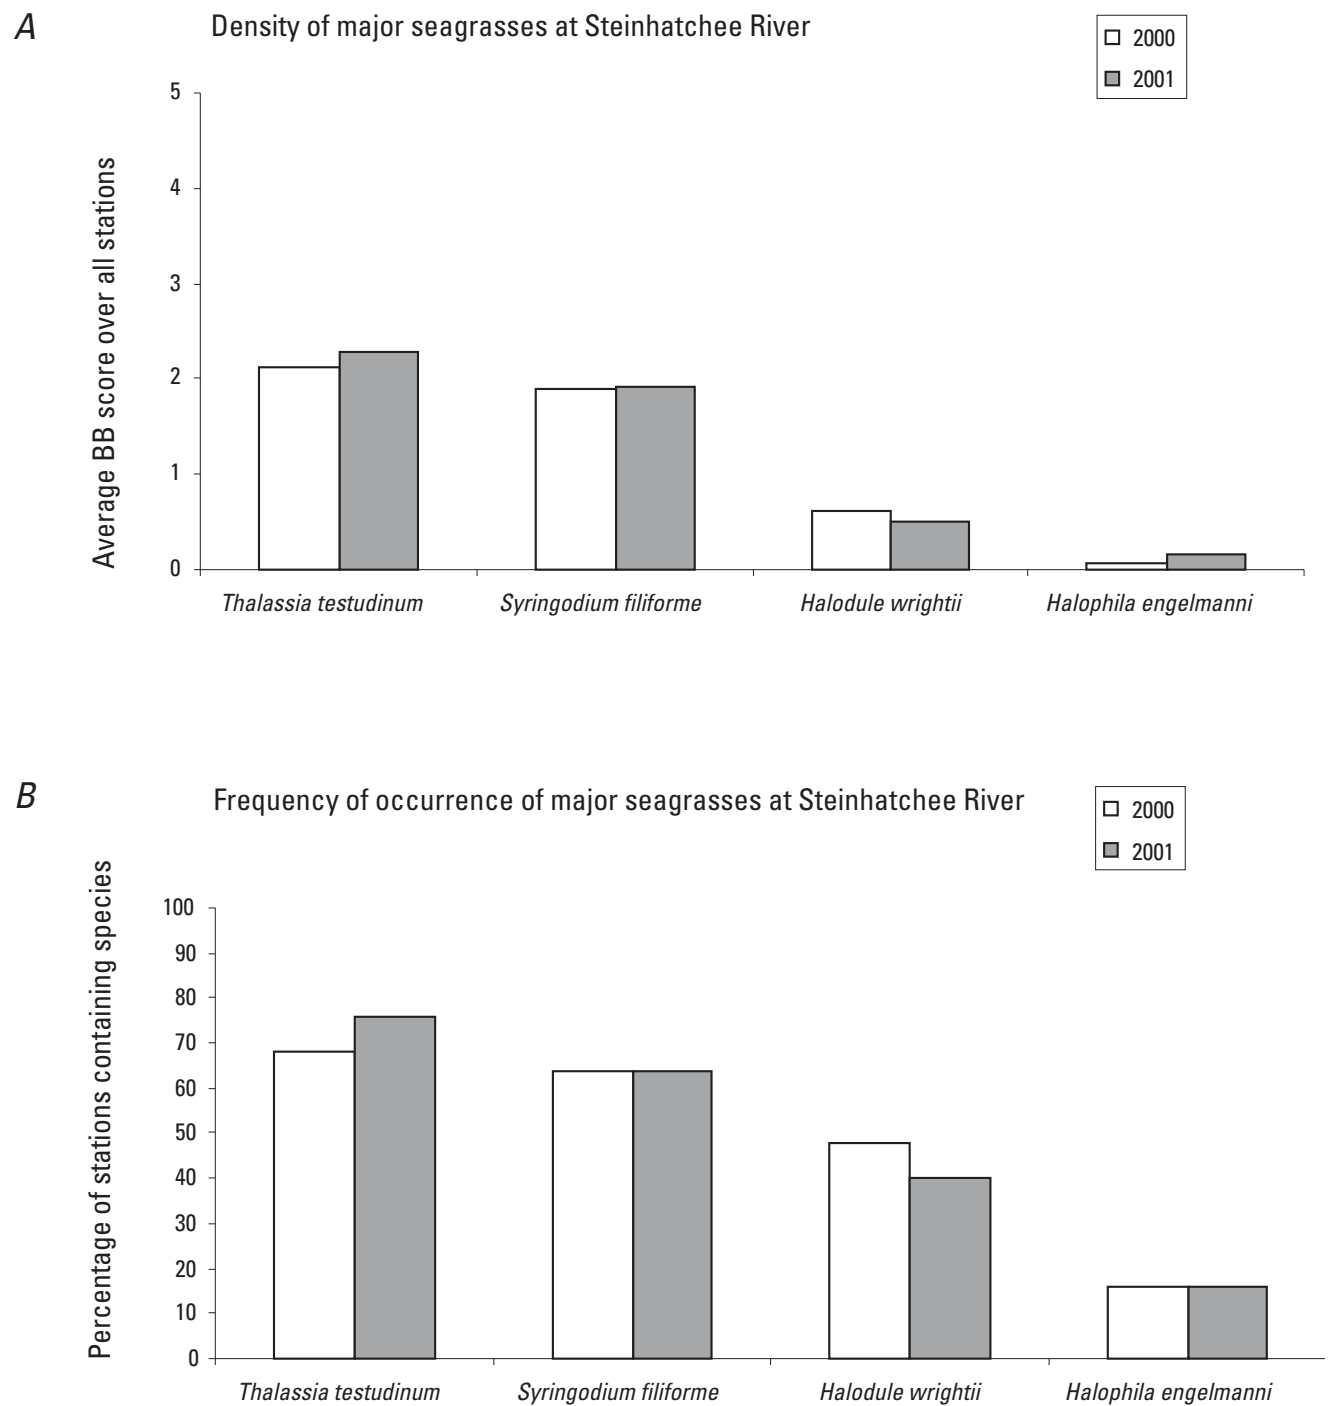 A
Density of major seagrasses at Steinhatchee River
2000
2001
Average BB score over all stations
5
4
3
2
1
0
Thalassia testudinum
Syringodium filiforme
Halodule wrightii
Halophila engelmanni
B
Frequency of occurrence of major seagrasses at Steinhatchee River
2000
2001
Percentage of stations containing species
100
90
80
70
60
50
40
30
20
10
0
Thalassia testudinum
Syringodium filiforme
Halodule wrightii
Halophila engelmanni